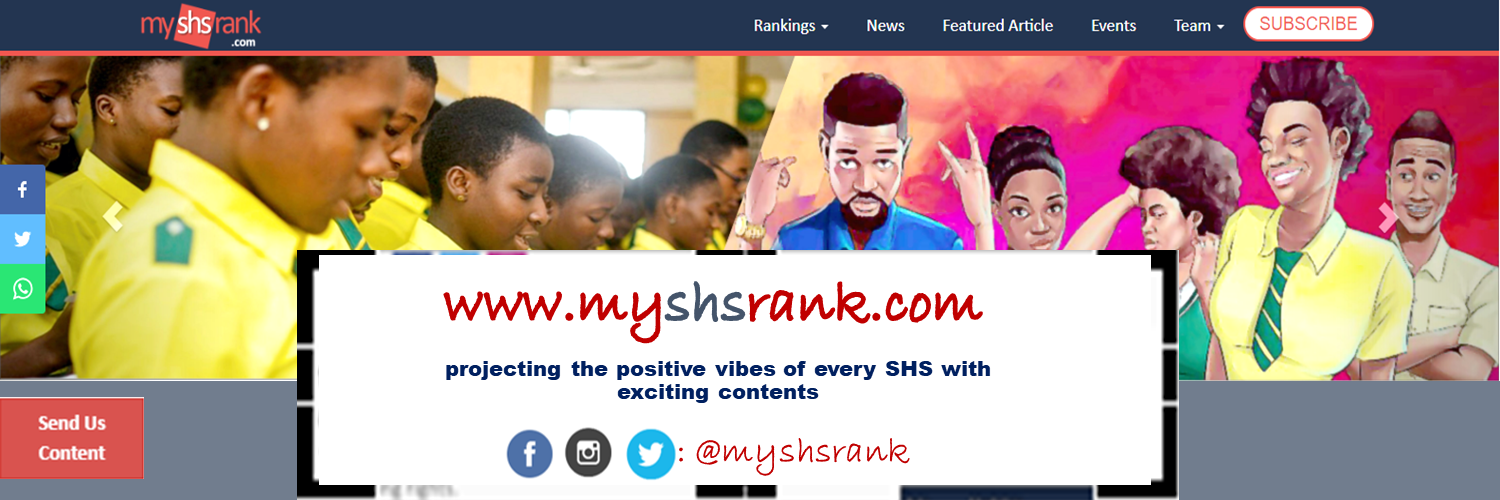 myshsrank
.com
Rankings
News
Featured Article
Events
Team
SUBSCRIBE
www.myshsrank.com
projecting the positive vibes of every SHS with
exciting contents
Send Us
Content
: @myshsrank